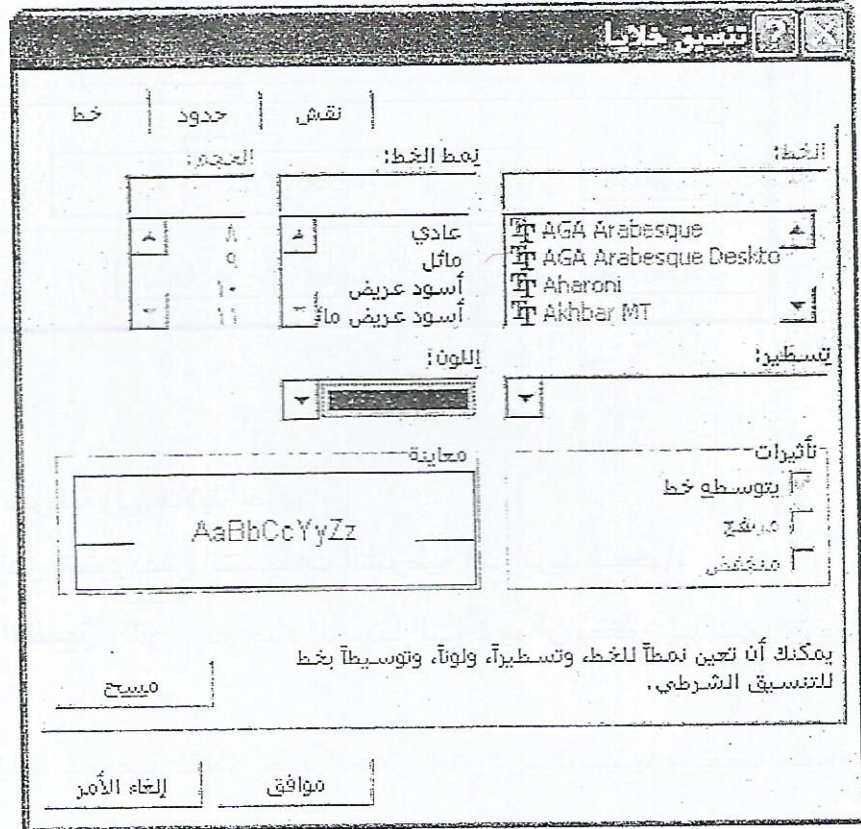 تنسيق خلايا
خط
حدود
نقش
الخط:
نمط الخط:
الحجم:
AGA Arabesque
AGA Arabesque Deskto
Aharoni
Akhbar MT
عادي
مائل
أسود عريض
أسود عريض مائ
٨
٩
١٠
١١
تسطير:
اللون:
تأثيرات
يتوسطه خط
مرتفع
منخفض
معاينة
AaBbCcYyZz
يمكنك أن تعين نمطاً للخط، وتسطيراً، ولوناً، وتوسيطاً بخط
للتنسيق الشرطي.
مسح
موافق
إلغاء الأمر